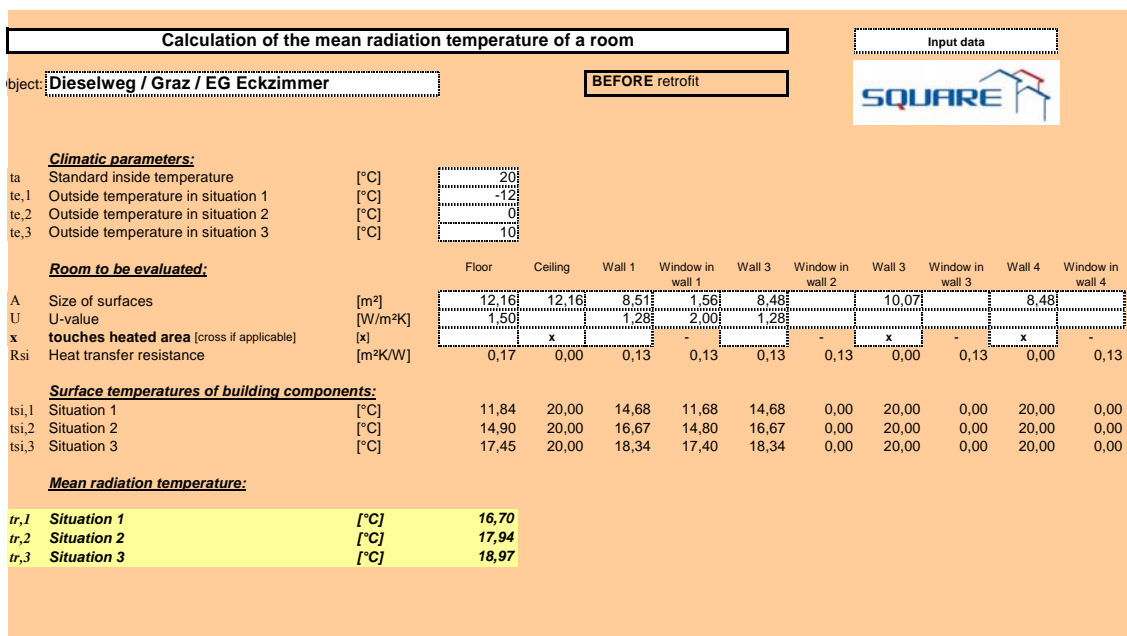 Calculation of the mean radiation temperature of a room
Input data
bject: Dieselweg / Graz / EG Eckzimmer
BEFORE retrofit
SQUARE
Climatic parameters:
ta Standard inside temperature [°C] 20
te,1 Outside temperature in situation 1 [°C] -12
te,2 Outside temperature in situation 2 [°C] 0
te,3 Outside temperature in situation 3 [°C] 10
Room to be evaluated: Floor Ceiling Wall 1 Window in wall 1 Wall 3 Window in wall 2 Wall 3 Window in wall 3 Wall 4 Window in wall 4
A Size of surfaces [m²] 12,16 12,16 8,51 1,56 8,48 10,07 8,48
U U-value [W/m²K] 1,50 1,28 2,00 1,28
x touches heated area [cross if applicable] [x] x - - x - x -
Rsi Heat transfer resistance [m²K/W] 0,17 0,00 0,13 0,13 0,13 0,13 0,00 0,13 0,00 0,13
Surface temperatures of building components:
tsi,1 Situation 1 [°C] 11,84 20,00 14,68 11,68 14,68 0,00 20,00 0,00 20,00 0,00
tsi,2 Situation 2 [°C] 14,90 20,00 16,67 14,80 16,67 0,00 20,00 0,00 20,00 0,00
tsi,3 Situation 3 [°C] 17,45 20,00 18,34 17,40 18,34 0,00 20,00 0,00 20,00 0,00
Mean radiation temperature:
tr,1 Situation 1 [°C] 16,70
tr,2 Situation 2 [°C] 17,94
tr,3 Situation 3 [°C] 18,97